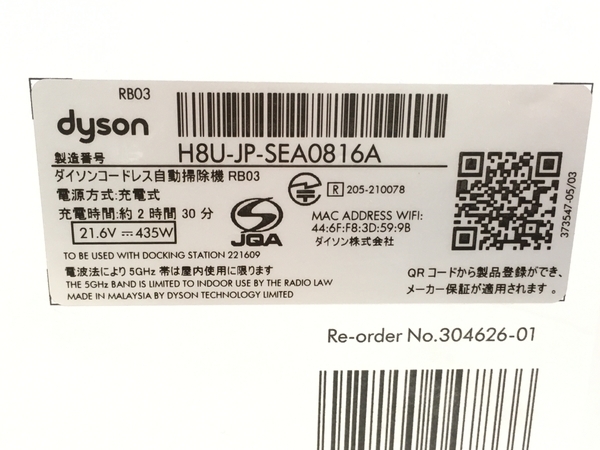 RB03
dyson
製造番号 H8U-JP-SEA0816A
ダイソンコードレス自動掃除機 RB03
電源方式:充電式
充電時間:約 2 時間 30 分
21.6V ⎓ 435W
JQA
R 205-210078
MAC ADDRESS WIFI:
44:6F:F8:3D:59:9B
ダイソン株式会社
TO BE USED WITH DOCKING STATION 221609
電波法により 5GHz 帯は屋内使用に限ります
THE 5GHz BAND IS LIMITED TO INDOOR USE BY THE RADIO LAW
MADE IN MALAYSIA BY DYSON TECHNOLOGY LIMITED
373547-05/03
QR コードから製品登録ができ、
メーカー保証が適用されます 。
Re-order No.304626-01